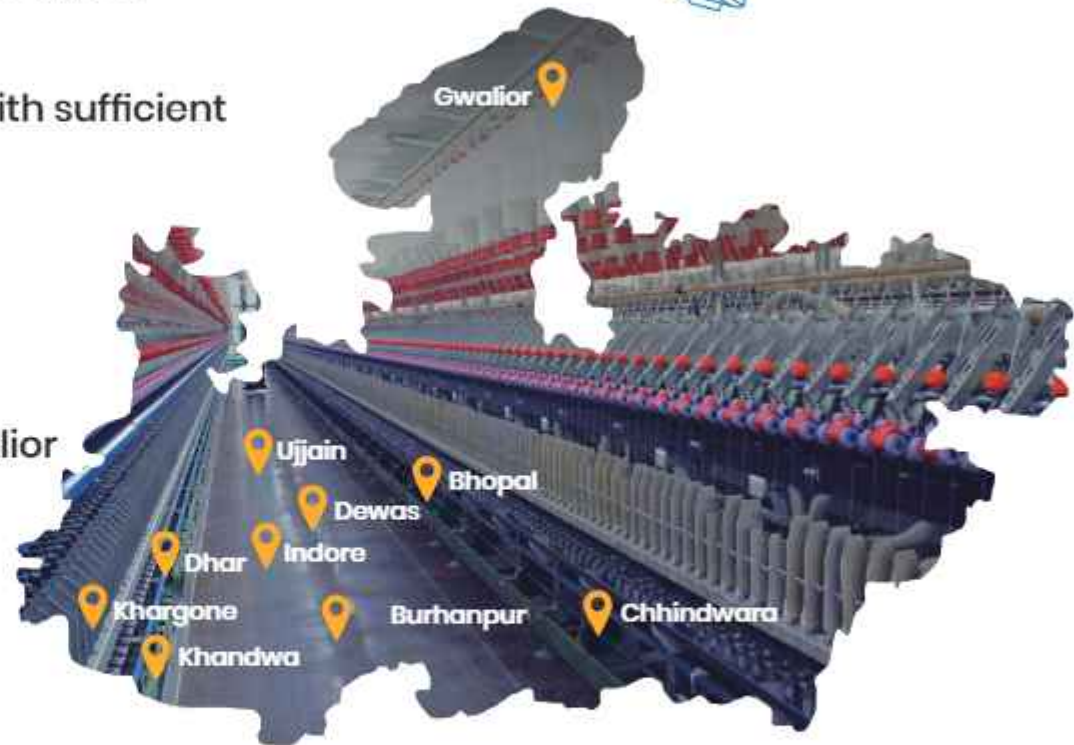 ith sufficient
Gwalior
lior
Ujjain
Bhopal
Dewas
Indore
Dhar
Khargone
Burhanpur
Chhindwara
Khandwa